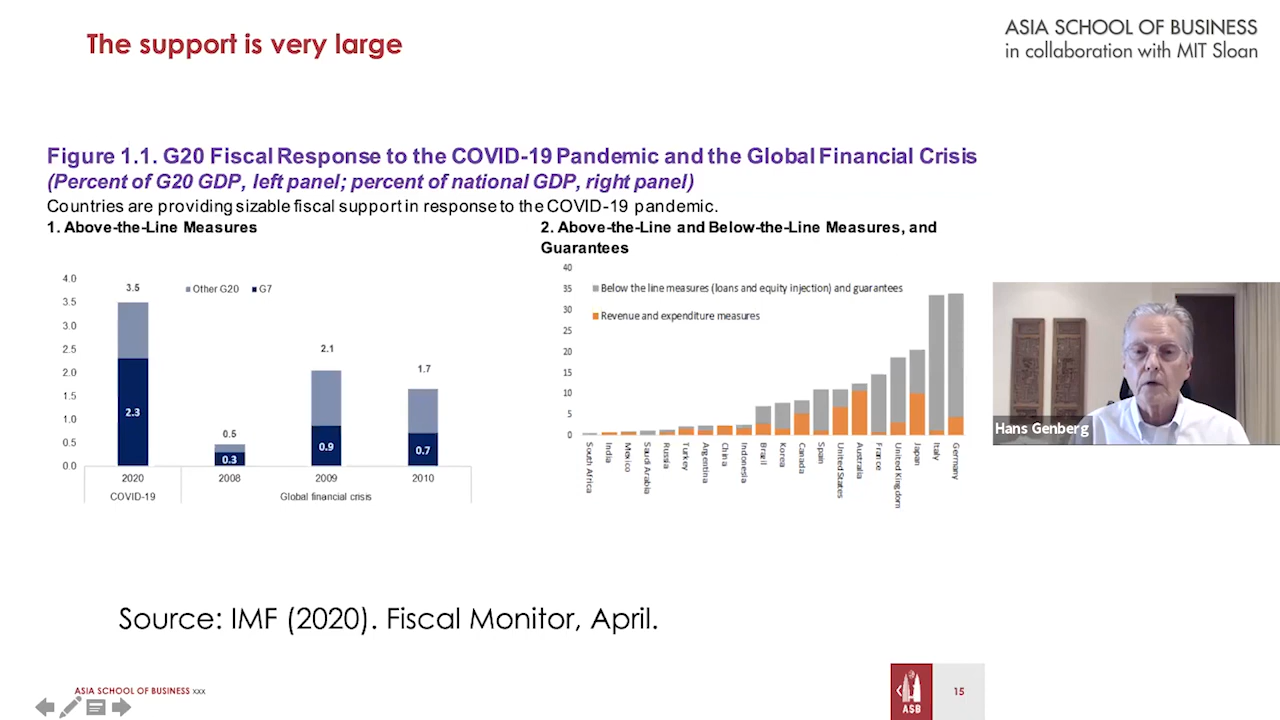 The support is very large
ASIA SCHOOL OF BUSINESS
in collaboration with MIT Sloan
Figure 1.1. G20 Fiscal Response to the COVID-19 Pandemic and the Global Financial Crisis
(Percent of G20 GDP, left panel; percent of national GDP, right panel)
Countries are providing sizable fiscal support in response to the COVID-19 pandemic.
1. Above-the-Line Measures
4.0
3.5
3.0
2.5
2.0
1.5
1.0
0.5
0.0
Other G20
G7
3.5
2.3
0.5
0.3
2.1
0.9
1.7
0.7
2020
2008
2009
2010
COVID-19
Global financial crisis
2. Above-the-Line and Below-the-Line Measures, and
Guarantees
40
35
30
25
20
15
10
5
0
Below the line measures (loans and equity injection) and guarantees
Revenue and expenditure measures
South Africa
India
Mexico
Saudi Arabia
Russia
Turkey
Argentina
China
Indonesia
Brazil
Korea
Canada
Spain
United States
Australia
France
United Kingdom
Japan
Italy
Germany
Hans Genberg
Source: IMF (2020). Fiscal Monitor, April.
ASIA SCHOOL OF BUSINESS xxx
ASB
15